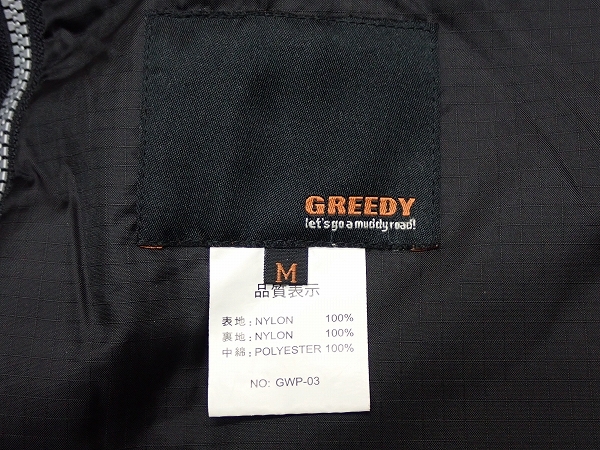 GREEDY
let's go a muddy road!
M
品質表示
表地:NYLON 100%
裏地:NYLON 100%
中綿:POLYESTER 100%
NO: GWP-03